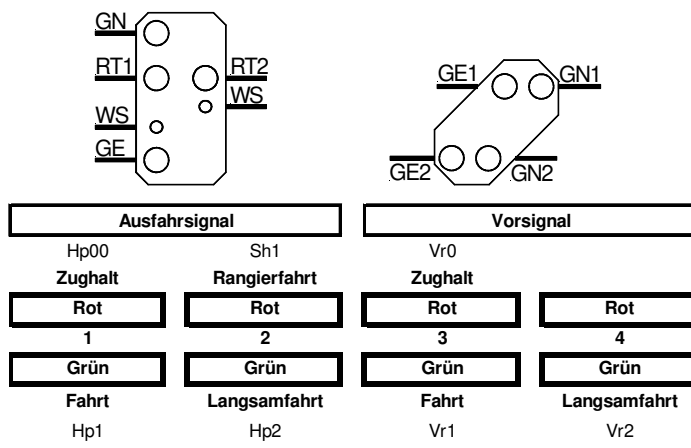 GN
RT1 RT2
WS
WS
GE
GE1 GN1
GE2 GN2
Ausfahrsignal Vorsignal
Hp00 Sh1 Vr0
Zughalt Rangierfahrt Zughalt
Rot Rot Rot Rot
1 2 3 4
Grün Grün Grün Grün
Fahrt Langsamfahrt Fahrt Langsamfahrt
Hp1 Hp2 Vr1 Vr2